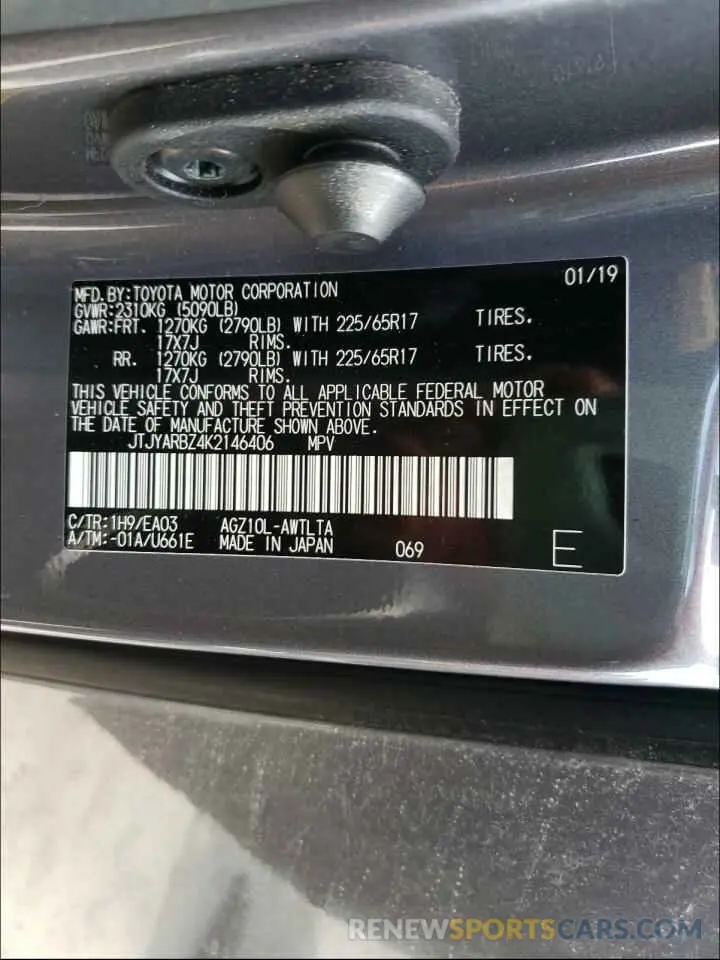 MFD.BY:TOYOTA MOTOR CORPORATION 01/19
GVWR:2310KG (5090LB)
GAWR:FRT. 1270KG (2790LB) WITH 225/65R17 TIRES.
17X7J RIMS.
RR. 1270KG (2790LB) WITH 225/65R17 TIRES.
17X7J RIMS.
THIS VEHICLE CONFORMS TO ALL APPLICABLE FEDERAL MOTOR
VEHICLE SAFETY AND THEFT PREVENTION STANDARDS IN EFFECT ON
THE DATE OF MANUFACTURE SHOWN ABOVE.
JTJYARBZ4K2146406 MPV
C/TR:1H9/EA03 AGZ10L-AWTLTA
A/TM:-01A/U661E MADE IN JAPAN 069 E
RENEWSPORTSCARS.COM